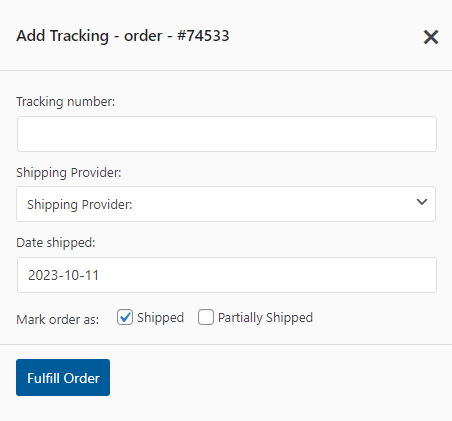 Add Tracking - order - #74533
Tracking number:
Shipping Provider:
Shipping Provider:
Date shipped:
2023-10-11
Mark order as: Shipped Partially Shipped
Fulfill Order